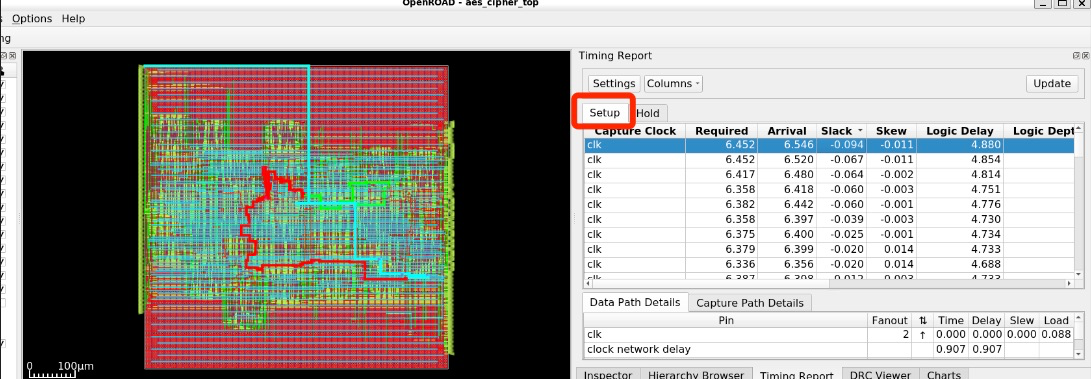 OpenROAD - aes_cipher_top
Options Help
ng
Timing Report
Settings Columns Update
Setup Hold
Capture Clock Required Arrival Slack Skew Logic Delay Logic Dept
clk 6.452 6.546 -0.094 -0.011 4.880
clk 6.452 6.520 -0.067 -0.011 4.854
clk 6.417 6.480 -0.064 -0.002 4.814
clk 6.358 6.418 -0.060 -0.003 4.751
clk 6.382 6.442 -0.060 -0.001 4.776
clk 6.358 6.397 -0.039 -0.003 4.730
clk 6.375 6.400 -0.025 -0.001 4.734
clk 6.379 6.399 -0.020 0.014 4.733
clk 6.336 6.356 -0.020 0.014 4.688
Data Path Details Capture Path Details
Pin Fanout ⇅ Time Delay Slew Load
clk 2 ↑ 0.000 0.000 0.000 0.088
clock network delay 0.907 0.907
0 100μm
Inspector Hierarchy Browser Timing Report DRC Viewer Charts